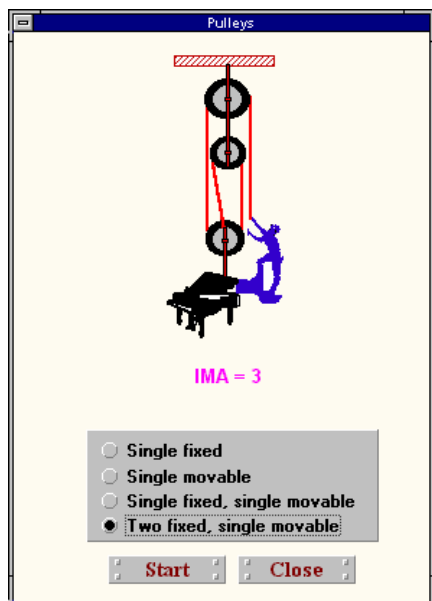 Pulleys
IMA = 3
Single fixed
Single movable
Single fixed, single movable
Two fixed, single movable
Start
Close